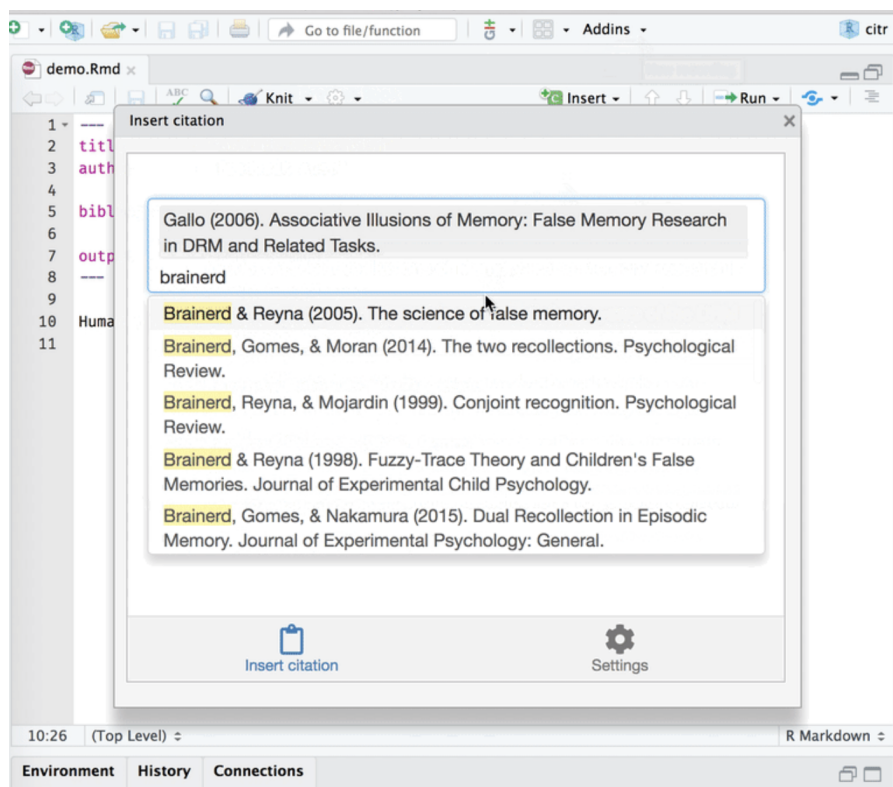 Go to file/function
Addins
citr
demo.Rmd
ABC
Knit
Insert
Run
Insert citation
1 ---
2 titl
3 auth
4
5 bibl
6
7 outp
8 ---
9
10 Huma
11
Gallo (2006). Associative Illusions of Memory: False Memory Research
in DRM and Related Tasks.
brainerd
Brainerd & Reyna (2005). The science of false memory.
Brainerd, Gomes, & Moran (2014). The two recollections. Psychological
Review.
Brainerd, Reyna, & Mojardin (1999). Conjoint recognition. Psychological
Review.
Brainerd & Reyna (1998). Fuzzy-Trace Theory and Children's False
Memories. Journal of Experimental Child Psychology.
Brainerd, Gomes, & Nakamura (2015). Dual Recollection in Episodic
Memory. Journal of Experimental Psychology: General.
Insert citation
Settings
10:26 (Top Level)
R Markdown
Environment History Connections